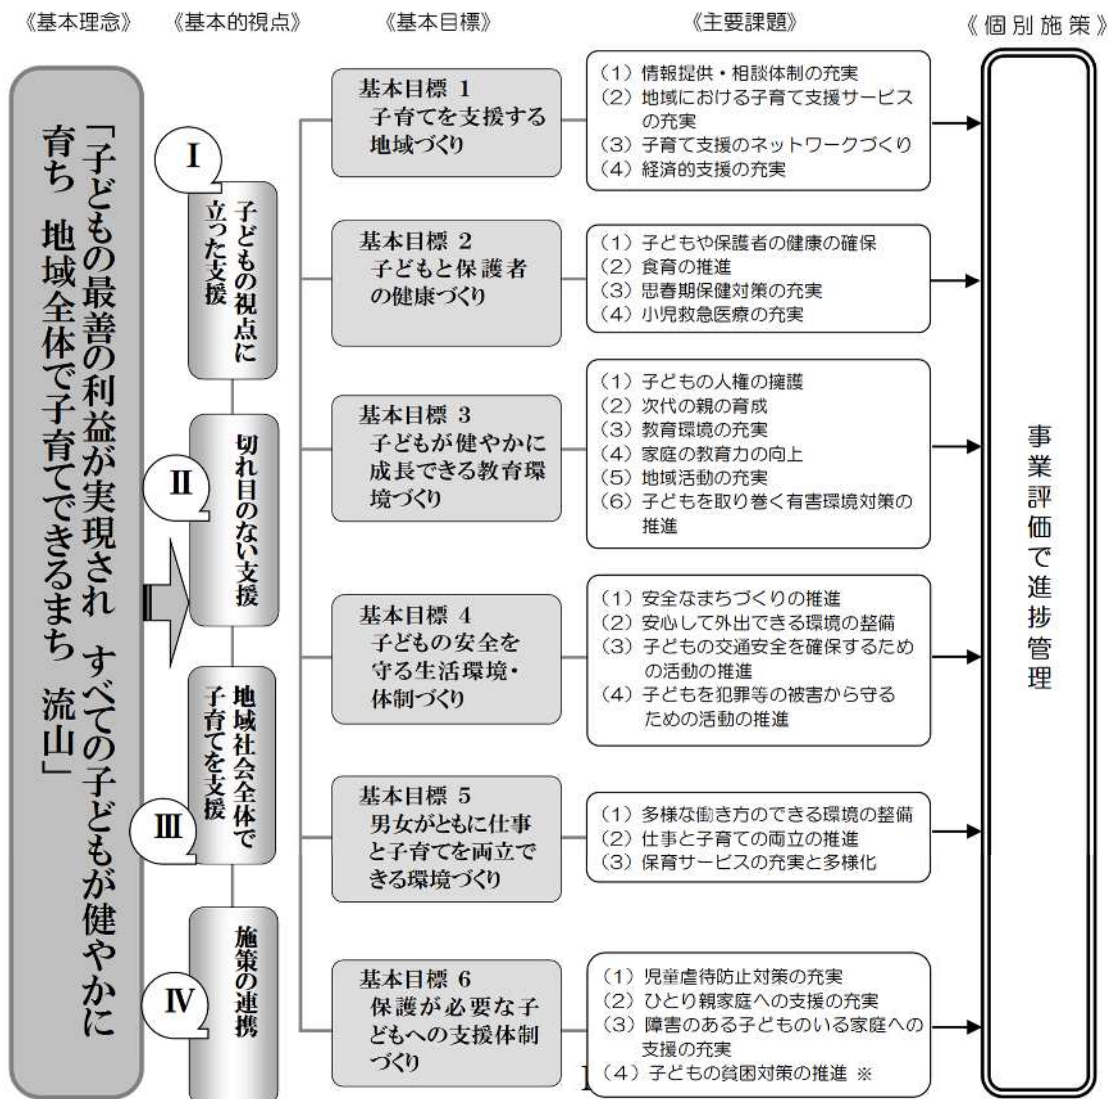 《基本理念》
《基本的視点》
《基本目標》
《主要課題》
《個別施策》
「子どもの最善の利益が実現され すべての子どもが健やかに
育ち 地域全体で子育てできるまち 流山」
Ⅰ
子どもの視点に
立った支援
Ⅱ
切れ目のない支援
Ⅲ
地域社会全体で
子育てを支援
Ⅳ
施策の連携
基本目標 1
子育てを支援する
地域づくり
(1) 情報提供・相談体制の充実
(2) 地域における子育て支援サービス
の充実
(3) 子育て支援のネットワークづくり
(4) 経済的支援の充実
基本目標 2
子どもと保護者
の健康づくり
(1) 子どもや保護者の健康の確保
(2) 食育の推進
(3) 思春期保健対策の充実
(4) 小児救急医療の充実
基本目標 3
子どもが健やかに
成長できる教育環
境づくり
(1) 子どもの人権の擁護
(2) 次代の親の育成
(3) 教育環境の充実
(4) 家庭の教育力の向上
(5) 地域活動の充実
(6) 子どもを取り巻く有害環境対策の
推進
基本目標 4
子どもの安全を
守る生活環境・
体制づくり
(1) 安全なまちづくりの推進
(2) 安心して外出できる環境の整備
(3) 子どもの交通安全を確保するため
の活動の推進
(4) 子どもを犯罪等の被害から守る
ための活動の推進
基本目標 5
男女がともに仕事
と子育てを両立で
きる環境づくり
(1) 多様な働き方のできる環境の整備
(2) 仕事と子育ての両立の推進
(3) 保育サービスの充実と多様化
基本目標 6
保護が必要な子
どもへの支援体制
づくり
(1) 児童虐待防止対策の充実
(2) ひとり親家庭への支援の充実
(3) 障害のある子どものいる家庭への
支援の充実
(4) 子どもの貧困対策の推進 ※
事業評価で進捗管理